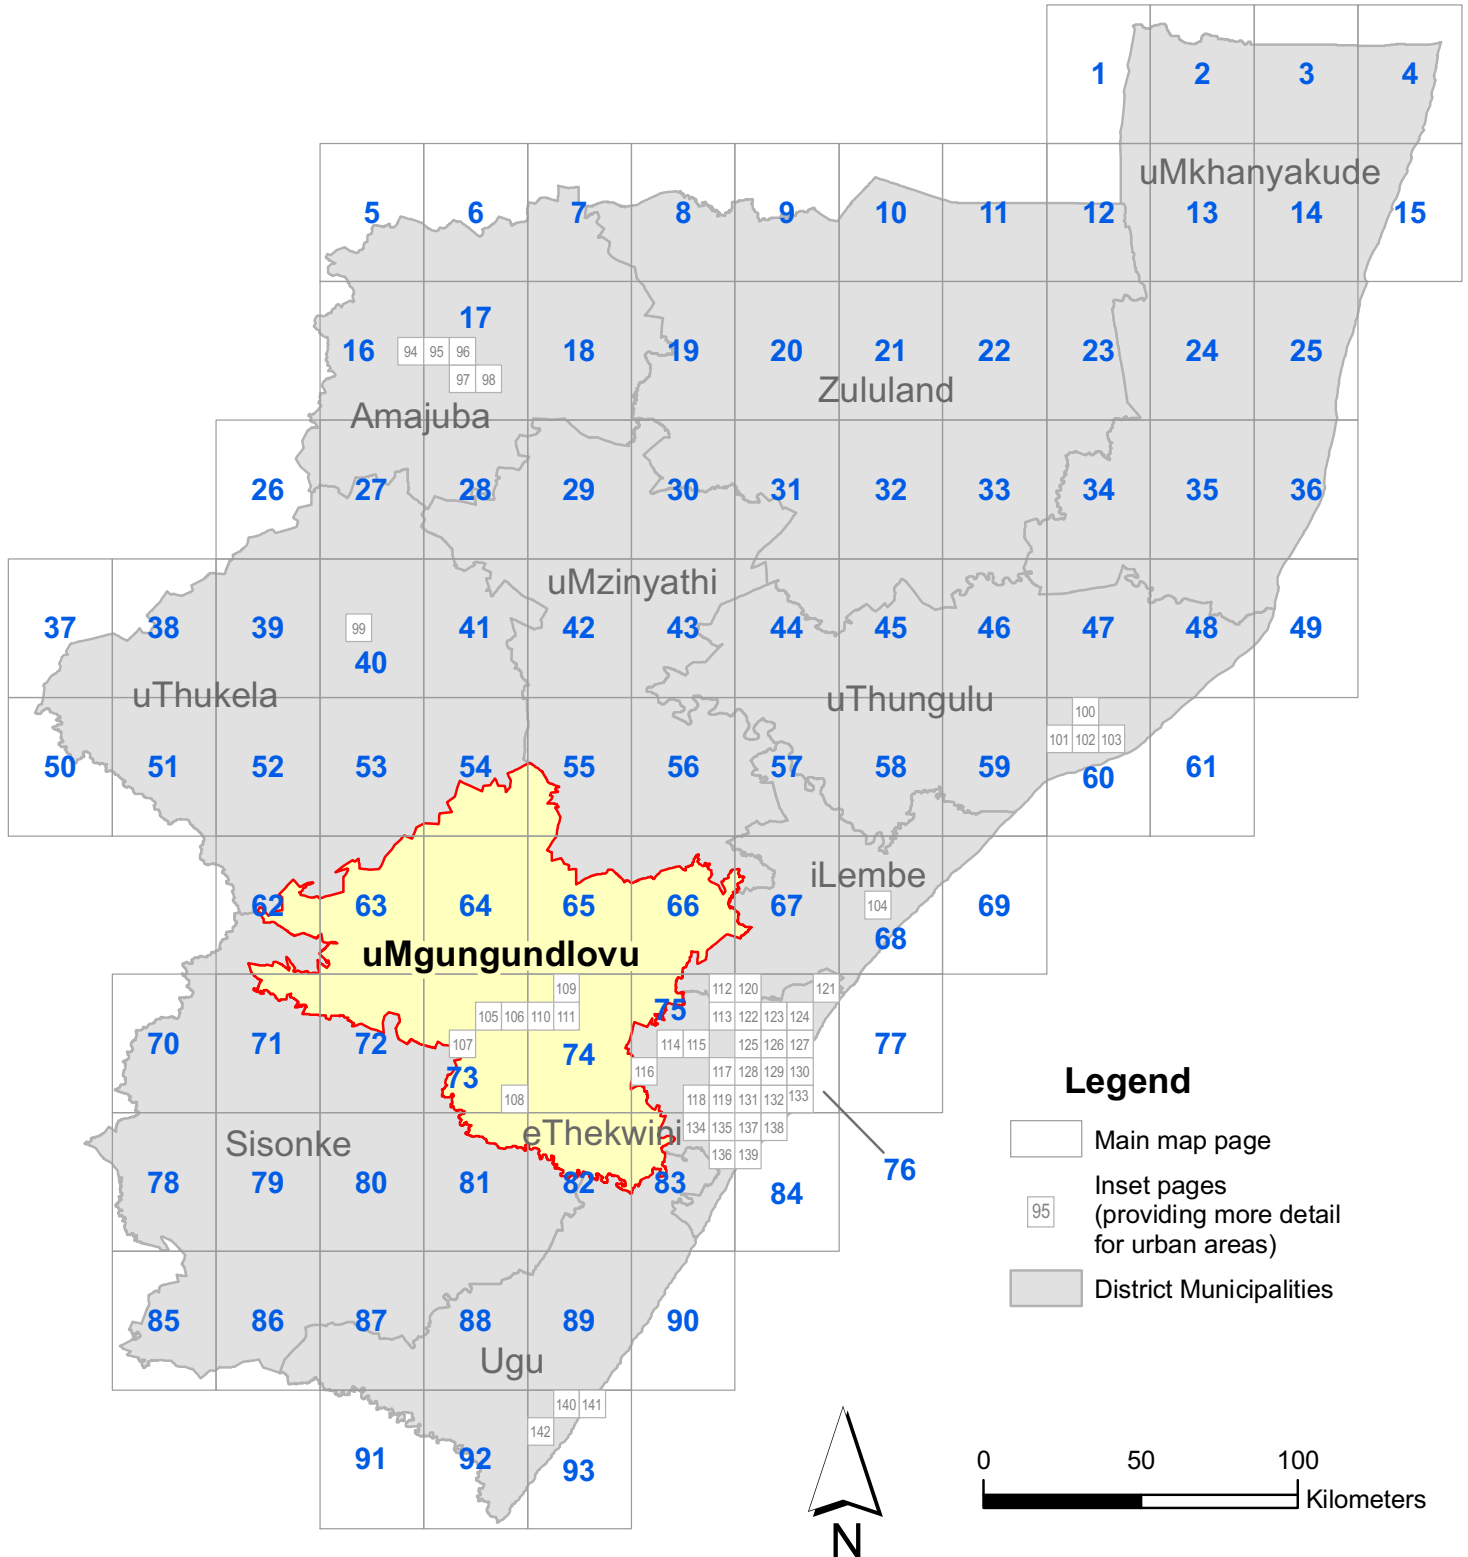 1 2 3 4
uMkhanyakude
5 6 7 8 9 10 11 12 13 14 15
17
16 94 95 96 18 19 20 21 22 23 24 25
97 98
Zululand
Amajuba
26 27 28 29 30 31 32 33 34 35 36
uMzinyathi
37 38 39 99 41 42 43 44 45 46 47 48 49
40
uThukela
uThungulu
100
101 102 103
50 51 52 53 54 55 56 57 58 59 60 61
iLembe
62 63 64 65 66 67 104 69
68
uMgungundlovu
109 112 120 121
75
105 106 110 111 113 122 123 124
70 71 72 107 74 114 115 125 126 127 77
73 116 117 128 129 130
108 118 119 131 132 133
Sisonke
eThekwini
134 135 137 138
136 139
76
78 79 80 81 82 83 84
85 86 87 88 89 90
Ugu
140 141
142
91 92 93
Legend
Main map page
95
Inset pages
(providing more detail
for urban areas)
District Municipalities
N
0 50 100
Kilometers